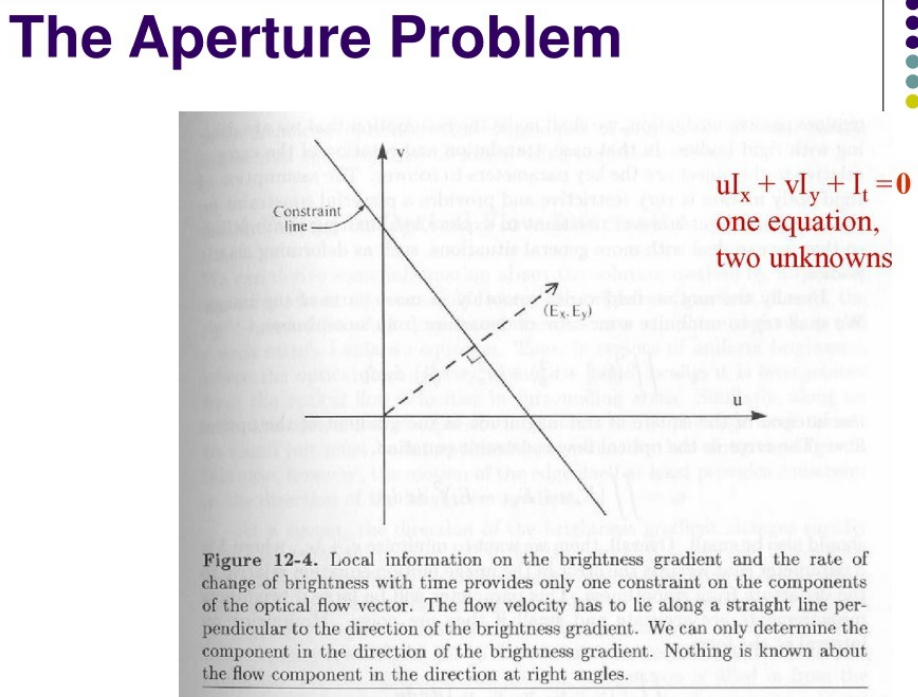 The Aperture Problem
v
Constraint
line
(Eₓ, Eᵧ)
u
uIₓ + vIᵧ + Iₜ = 0
one equation,
two unknowns
Figure 12-4. Local information on the brightness gradient and the rate of
change of brightness with time provides only one constraint on the components
of the optical flow vector. The flow velocity has to lie along a straight line per-
pendicular to the direction of the brightness gradient. We can only determine the
component in the direction of the brightness gradient. Nothing is known about
the flow component in the direction at right angles.